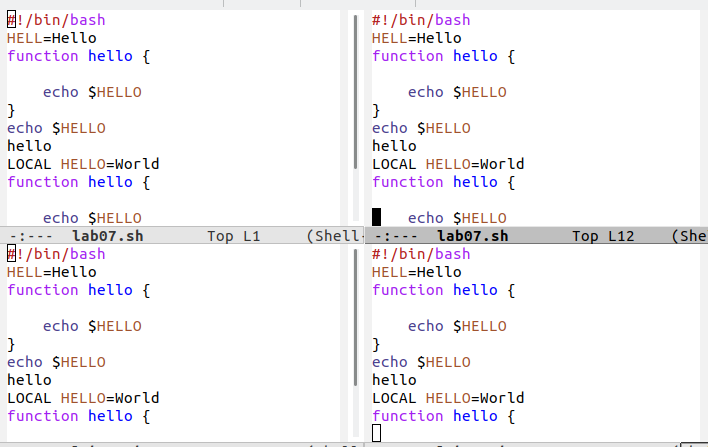 #!/bin/bash
HELL=Hello
function hello {
echo $HELLO
}
echo $HELLO
hello
LOCAL HELLO=World
function hello {
echo $HELLO
-:--- lab07.sh Top L1 (Shell-
#!/bin/bash
HELL=Hello
function hello {
echo $HELLO
}
echo $HELLO
hello
LOCAL HELLO=World
function hello {
echo $HELLO
-:--- lab07.sh Top L12 (She
#!/bin/bash
HELL=Hello
function hello {
echo $HELLO
}
echo $HELLO
hello
LOCAL HELLO=World
function hello {
#!/bin/bash
HELL=Hello
function hello {
echo $HELLO
}
echo $HELLO
hello
LOCAL HELLO=World
function hello {